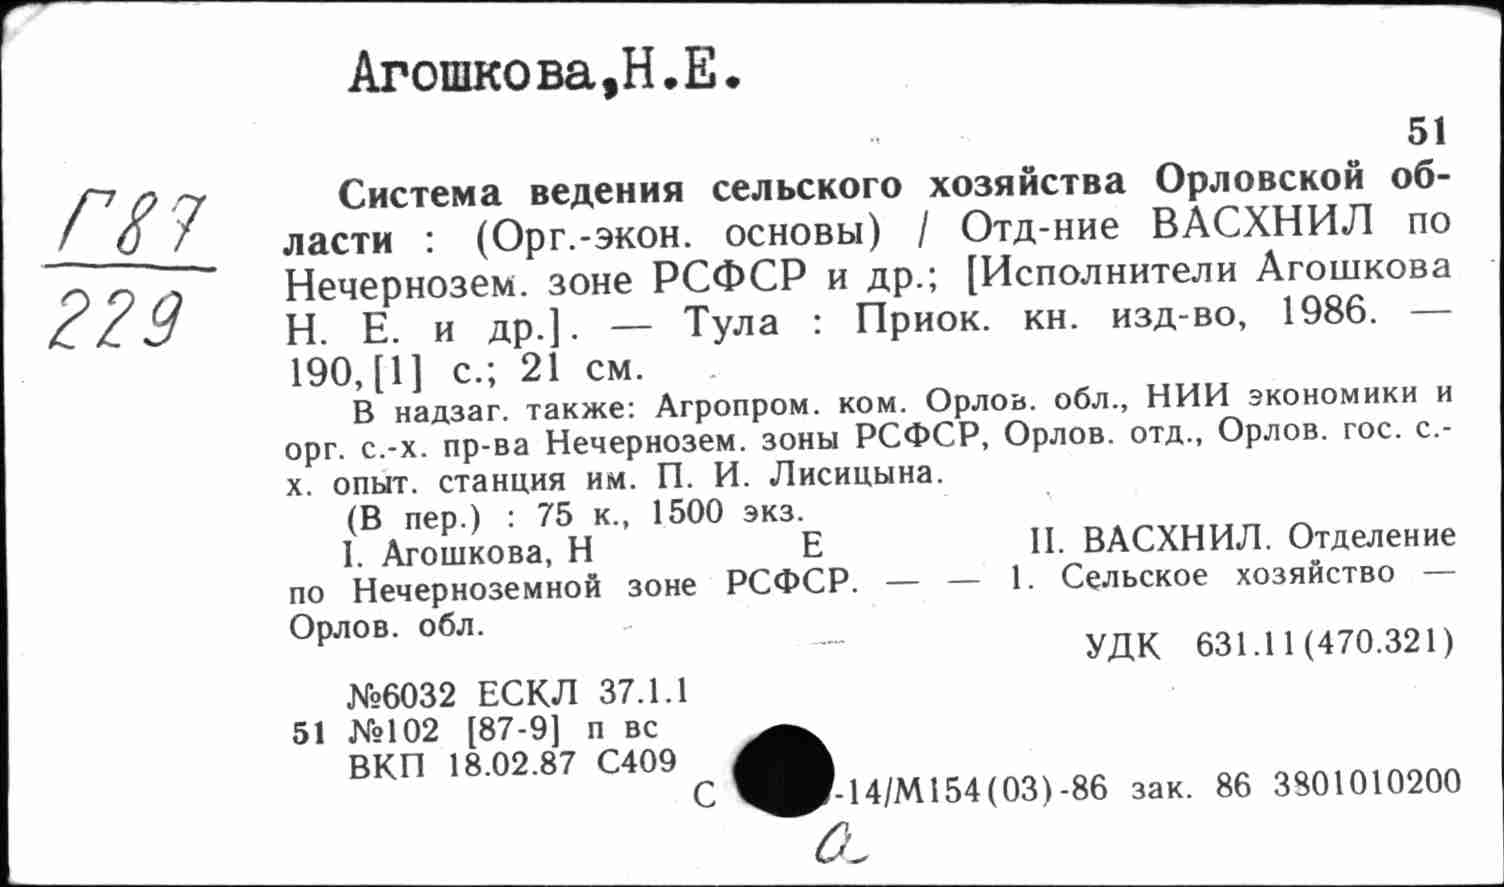 Агошкова,Н.Е.
51
Г87
229
Система ведения сельского хозяйства Орловской об-
ласти : (Орг.-экон. основы) / Отд-ние ВАСХНИЛ по
Нечернозем. зоне РСФСР и др.; [Исполнители Агошкова
Н. Е. и др.]. — Тула : Приок. кн. изд-во, 1986. —
190,[1] с.; 21 см.
В надзаг. также: Агропром. ком. Орлов. обл., НИИ экономики и
орг. с.-х. пр-ва Нечернозем. зоны РСФСР, Орлов. отд., Орлов. гос. с.-
х. опыт. станция им. П. И. Лисицына.
(В пер.) : 75 к., 1500 экз.
I. Агошкова, Н Е II. ВАСХНИЛ. Отделение
по Нечерноземной зоне РСФСР. — — 1. Сельское хозяйство —
Орлов. обл.
УДК 631.11(470.321)
№6032 ЕСКЛ 37.1.1
51 №102 [87-9] п вс
ВКП 18.02.87 С409
С -14/М154(03)-86 зак. 86 3801010200
а